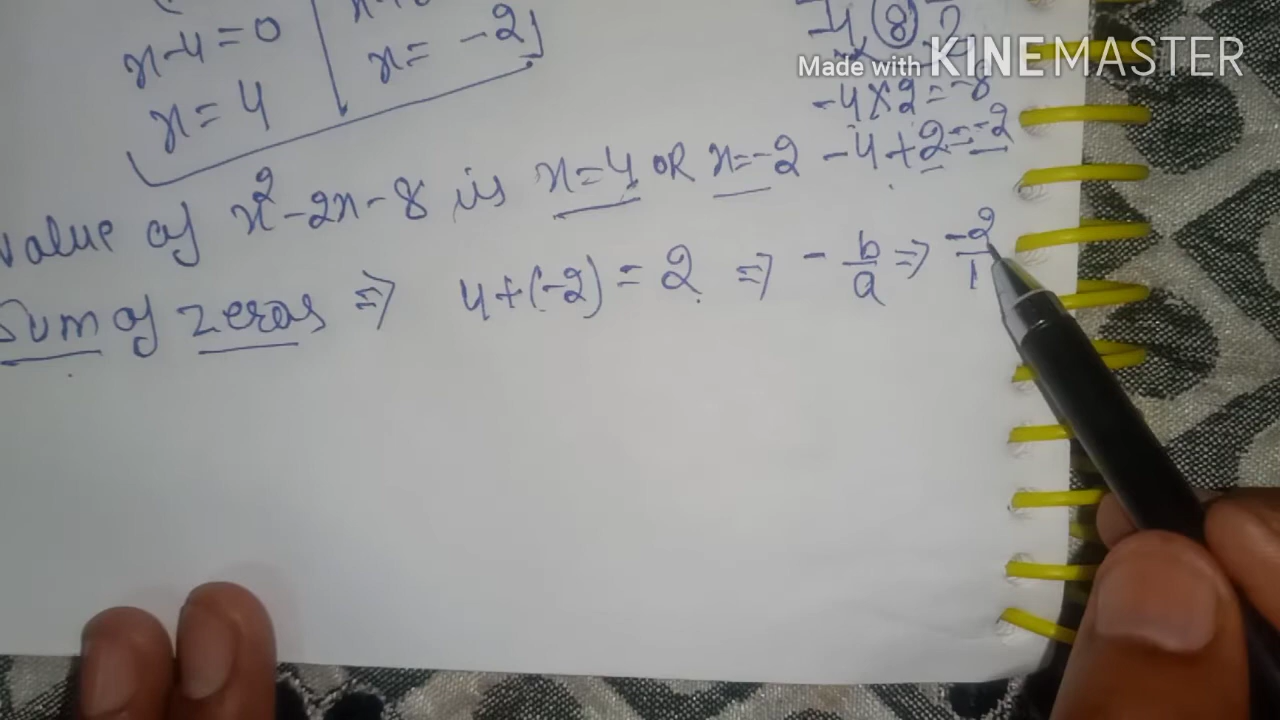 x-4=0
x= -2
x=4
-4 8 2
Made with KINEMASTER
-4×2=-8
-4+2=-2
value of x²-2x-8 is x=4 OR x=-2
Sum of zeros ⇒ 4+(-2)=2 ⇒ -b/a ⇒ -2/1